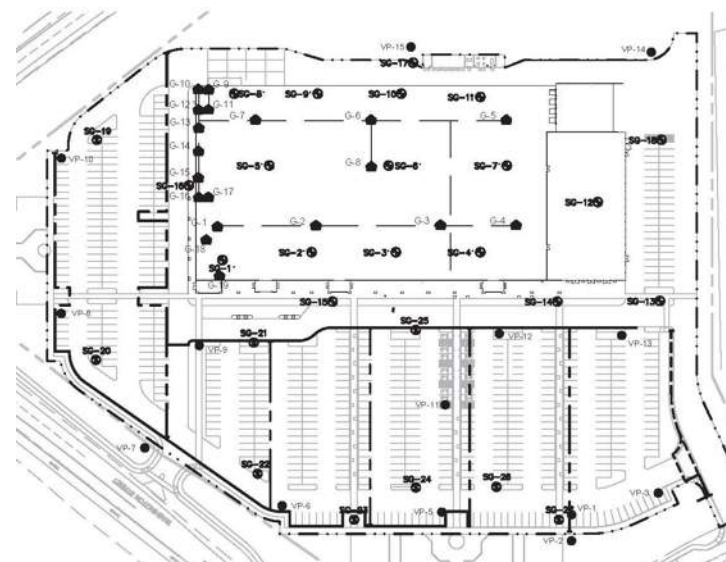 VP-15
VP-14
SG-17
G-10 G-9
SG-8' SG-9' SG-10' SG-11'
G-12 G-11
G-7 G-6 G-5
G-13
SG-19 SG-18
G-14
VP-10
SG-5' G-8 SG-6' SG-7'
G-15
SG-16
G-16 G-17
SG-12'
G-1 G-2 G-3 G-4
G-18
SG-2' SG-3' SG-4'
SG-1'
G-19
SG-15 SG-14 SG-13
VP-8
SG-25
SG-21 VP-12 VP-13
VP-9
SG-20
VP-11
VP-7
SG-22
SG-24 SG-26
VP-3
VP-6 VP-5 VP-1
SG-23
VP-2